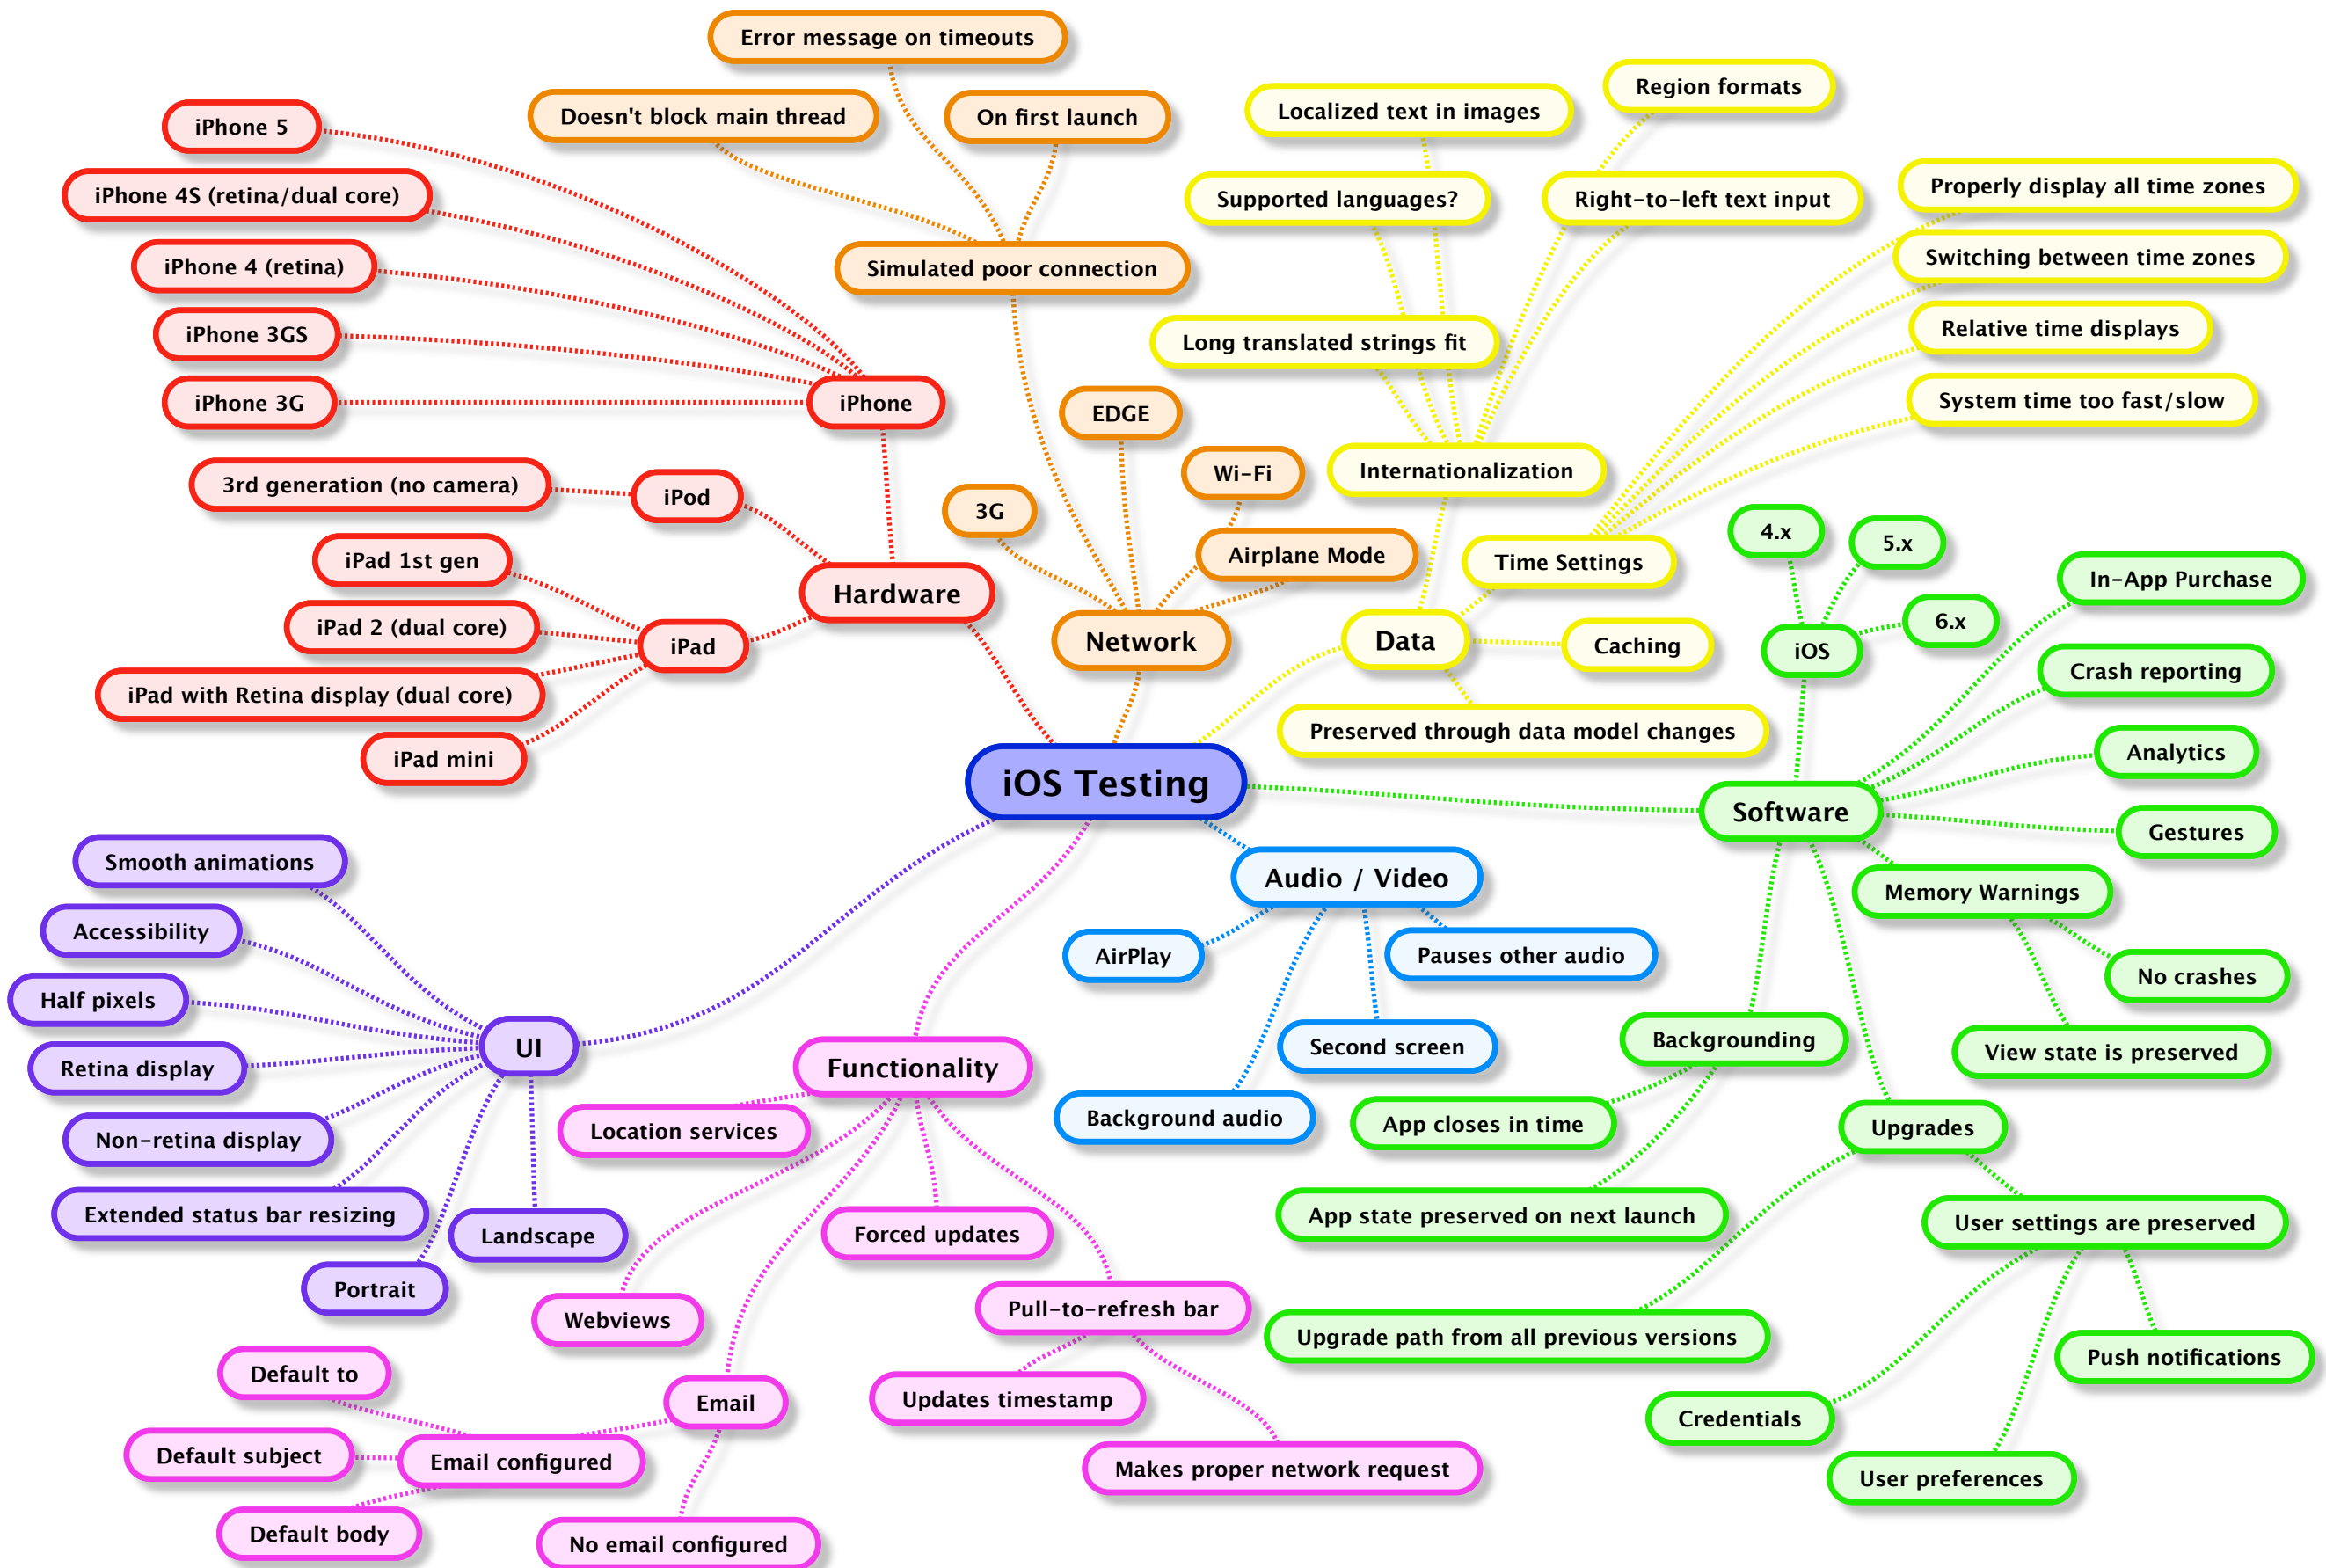 iOS Testing
Hardware
iPhone
iPhone 5
iPhone 4S (retina/dual core)
iPhone 4 (retina)
iPhone 3GS
iPhone 3G
iPod
3rd generation (no camera)
iPad
iPad 1st gen
iPad 2 (dual core)
iPad with Retina display (dual core)
iPad mini
Network
Simulated poor connection
Error message on timeouts
Doesn't block main thread
On first launch
3G
EDGE
Wi-Fi
Airplane Mode
Data
Internationalization
Localized text in images
Region formats
Supported languages?
Right-to-left text input
Long translated strings fit
Time Settings
Properly display all time zones
Switching between time zones
Relative time displays
System time too fast/slow
Caching
Preserved through data model changes
Software
iOS
4.x
5.x
6.x
In-App Purchase
Crash reporting
Analytics
Gestures
Memory Warnings
No crashes
View state is preserved
Backgrounding
App closes in time
App state preserved on next launch
Upgrades
User settings are preserved
Upgrade path from all previous versions
Push notifications
Credentials
User preferences
Audio / Video
AirPlay
Pauses other audio
Second screen
Background audio
Functionality
Location services
Webviews
Forced updates
Pull-to-refresh bar
Updates timestamp
Makes proper network request
Email
Email configured
Default to
Default subject
Default body
No email configured
UI
Smooth animations
Accessibility
Half pixels
Retina display
Non-retina display
Extended status bar resizing
Portrait
Landscape